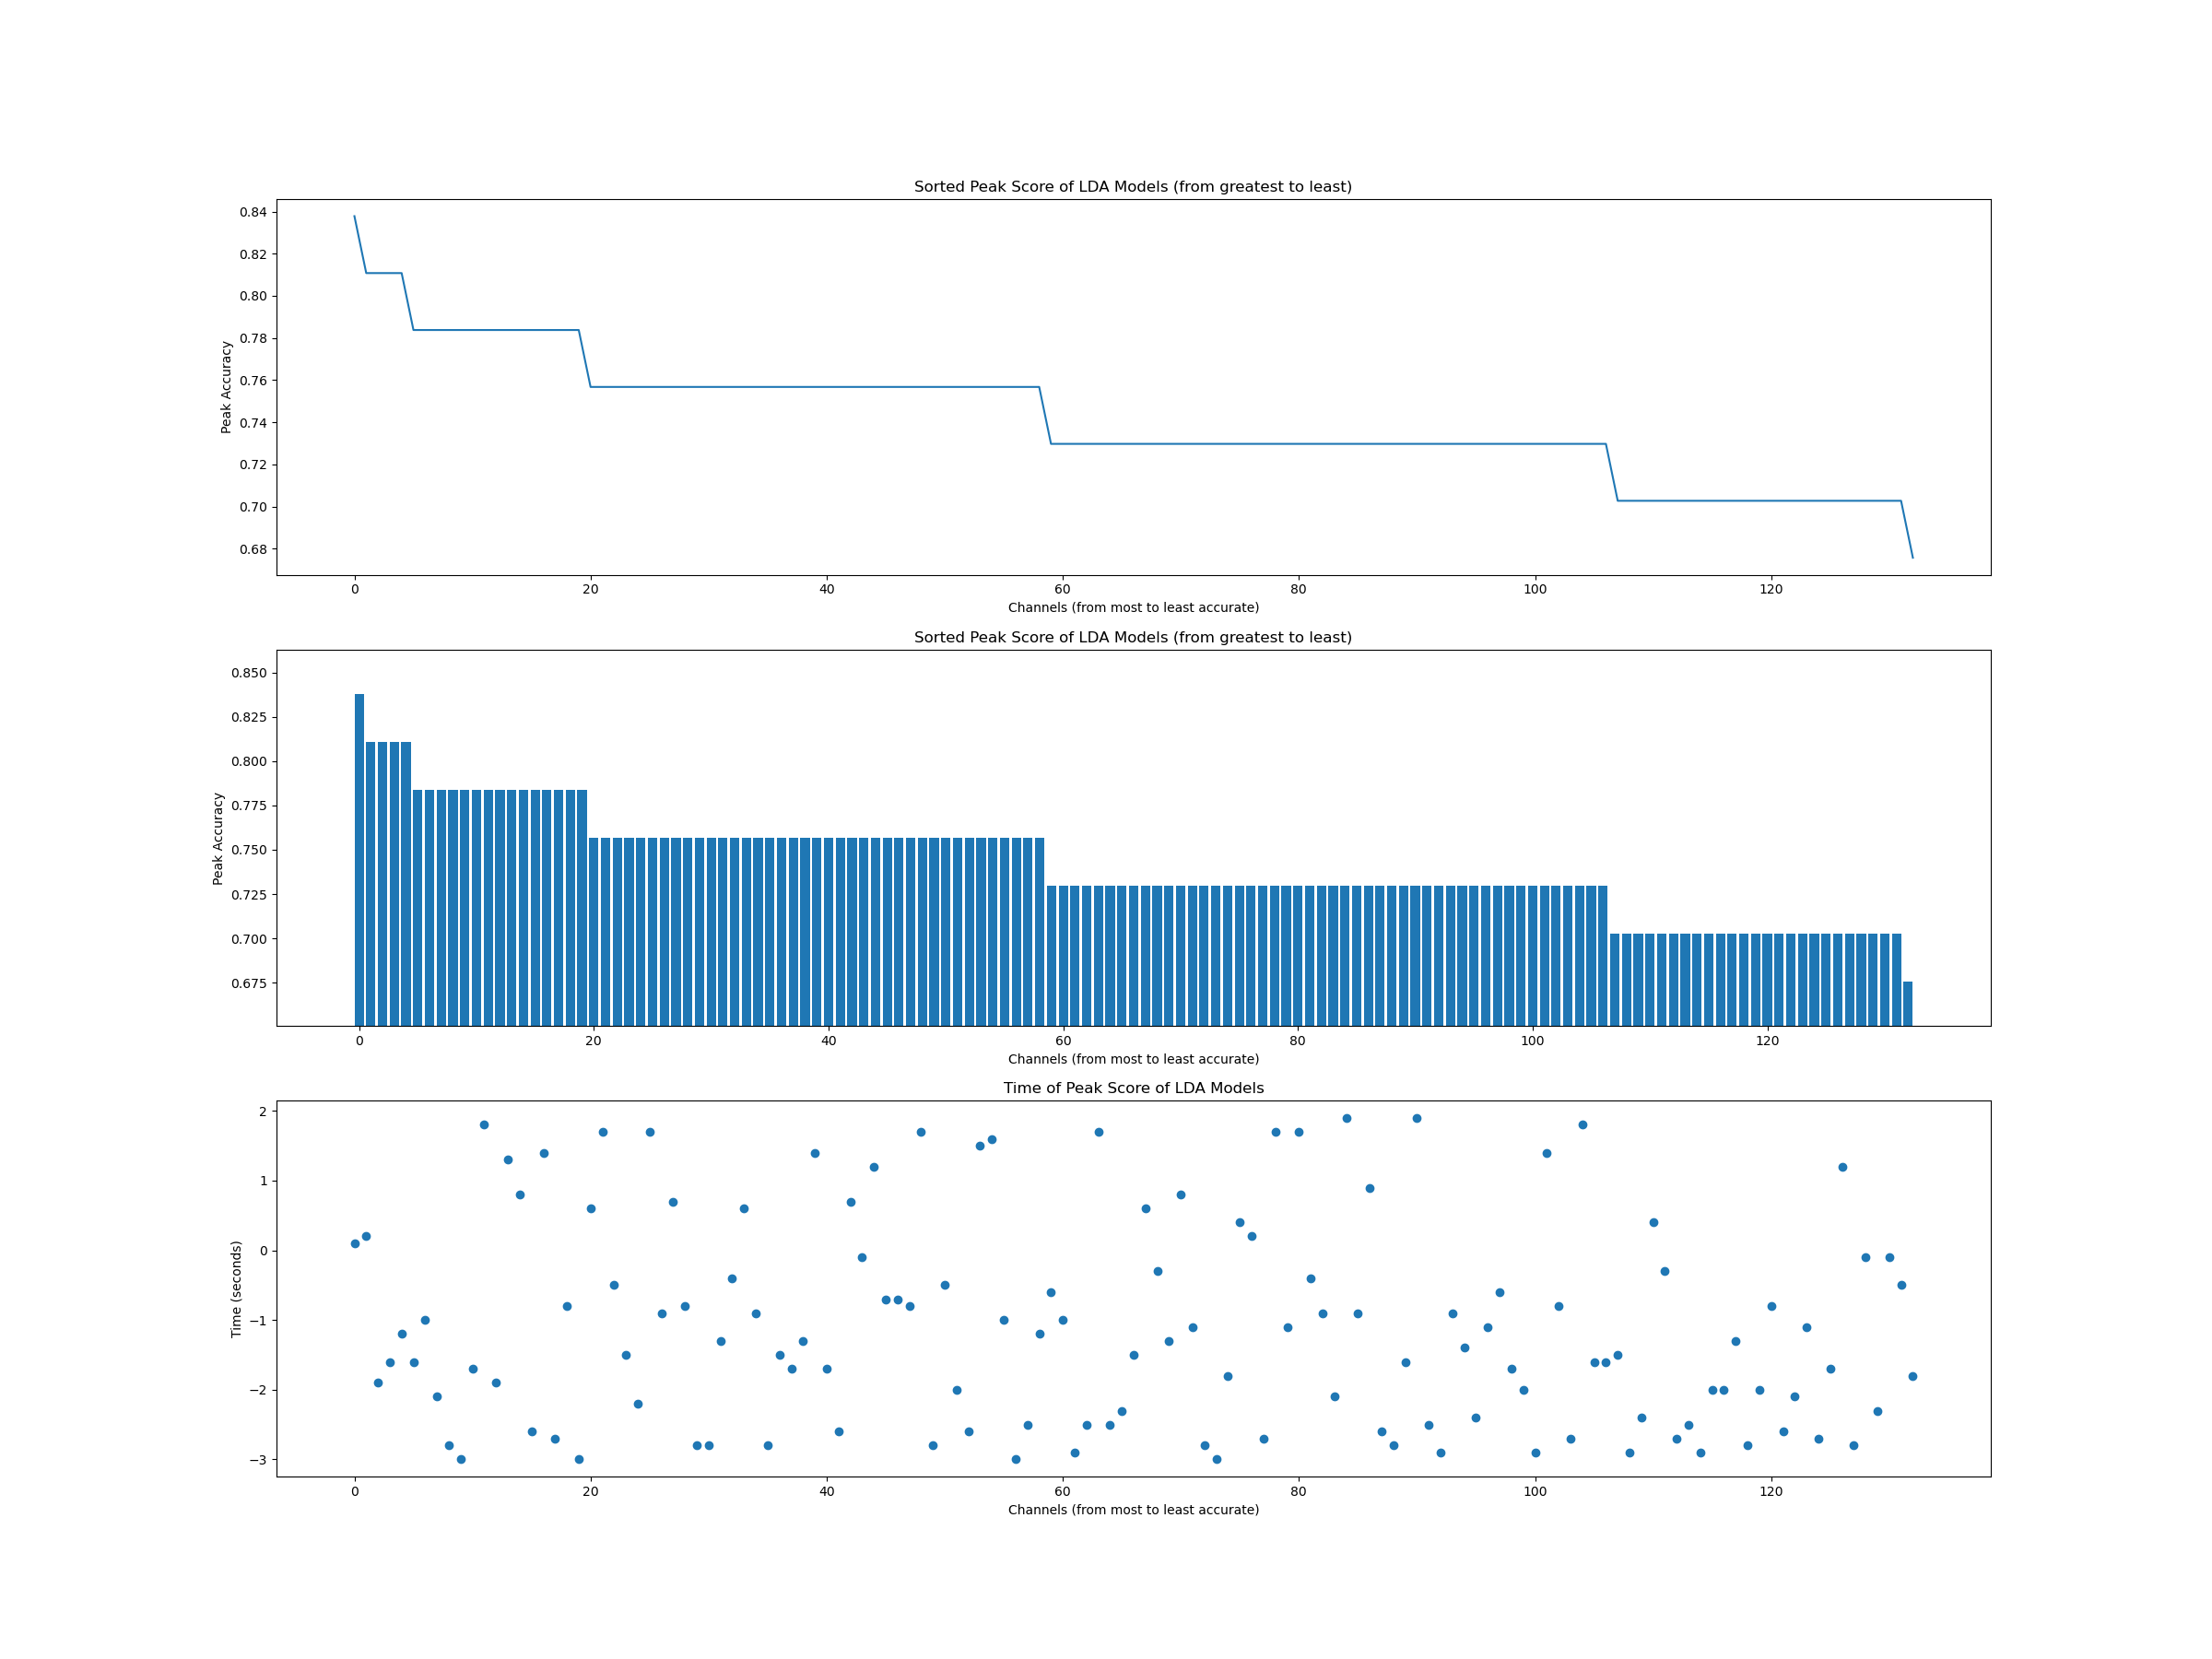 Sorted Peak Score of LDA Models (from greatest to least)
0.84
0.82
0.80
0.78
0.76
0.74
0.72
0.70
0.68
Peak Accuracy
0 20 40 60 80 100 120
Channels (from most to least accurate)
Sorted Peak Score of LDA Models (from greatest to least)
0.850
0.825
0.800
0.775
0.750
0.725
0.700
0.675
Peak Accuracy
0 20 40 60 80 100 120
Channels (from most to least accurate)
Time of Peak Score of LDA Models
2
1
0
−1
−2
−3
Time (seconds)
0 20 40 60 80 100 120
Channels (from most to least accurate)